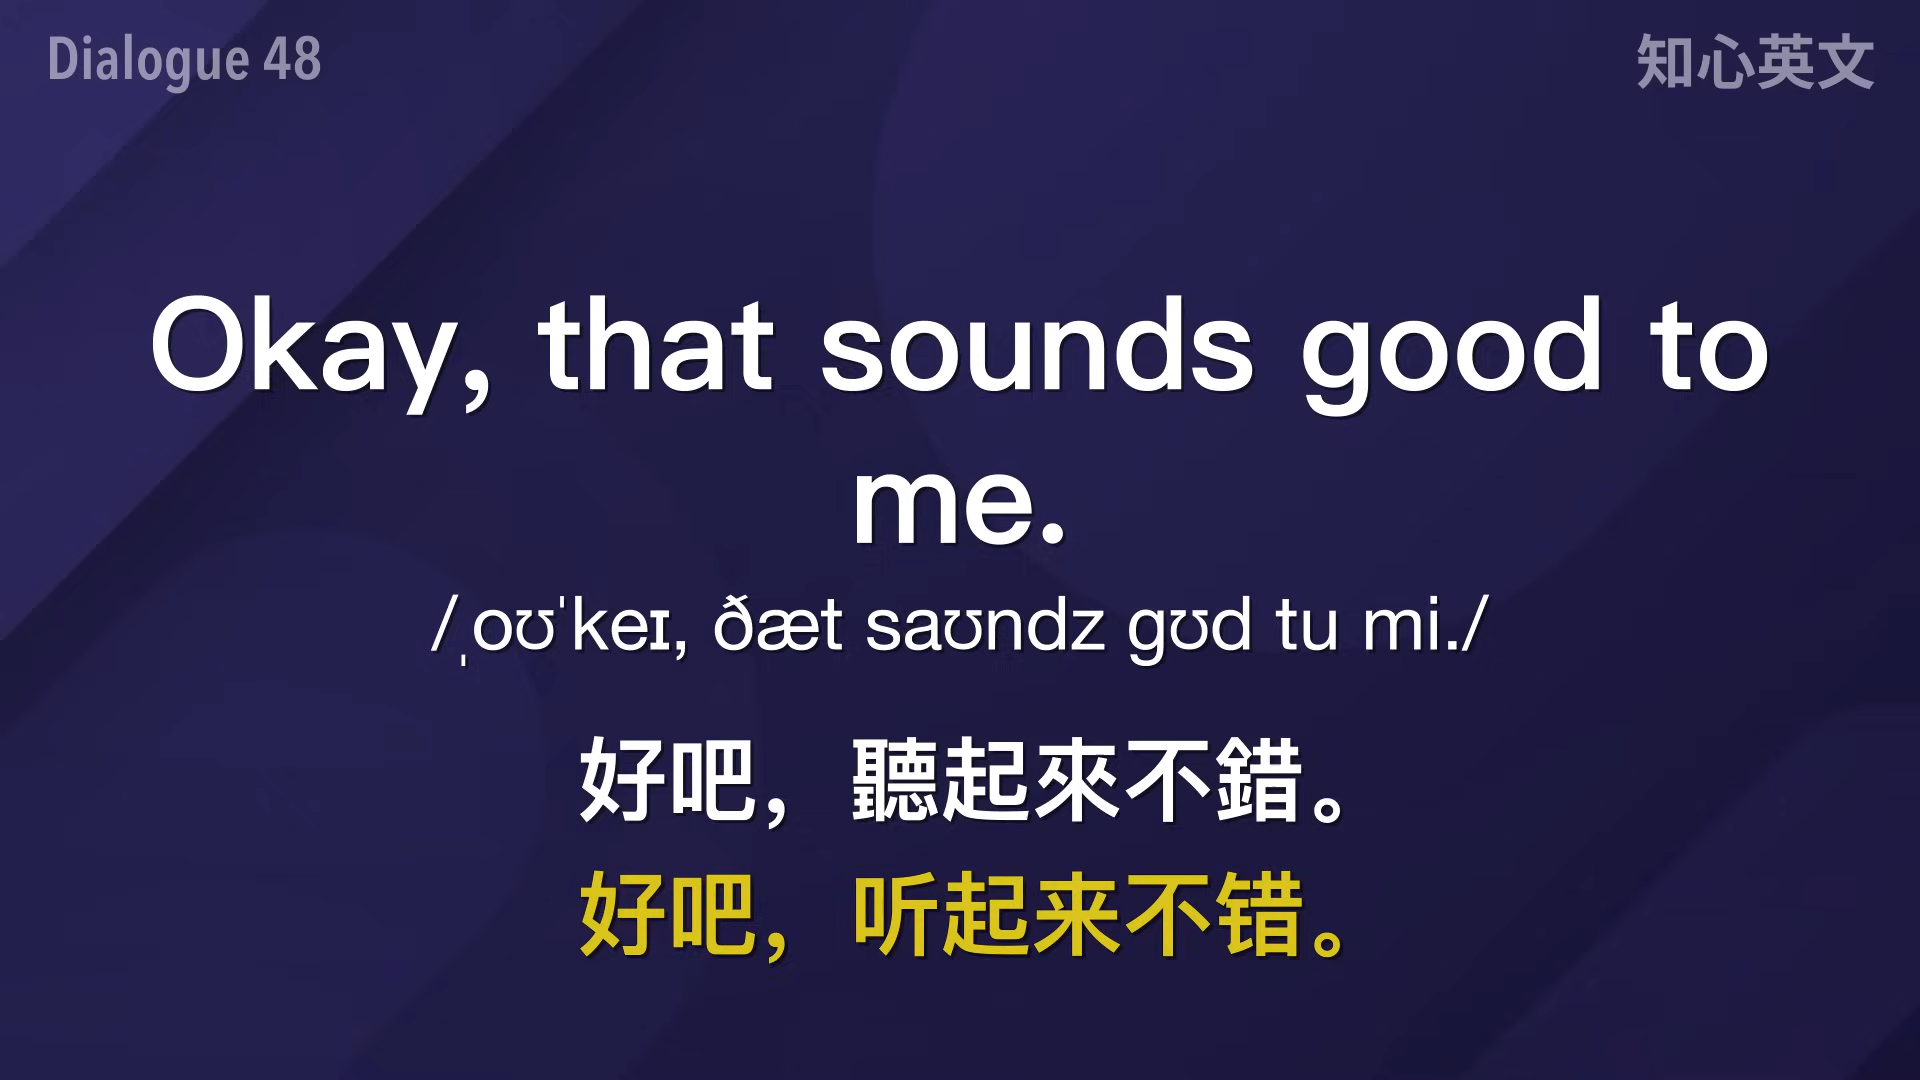 Dialogue 48
知心英文
Okay, that sounds good to
me.
/ˌoʊˈkeɪ, ðæt saʊndz gʊd tu mi./
好吧，聽起來不錯。
好吧，听起来不错。